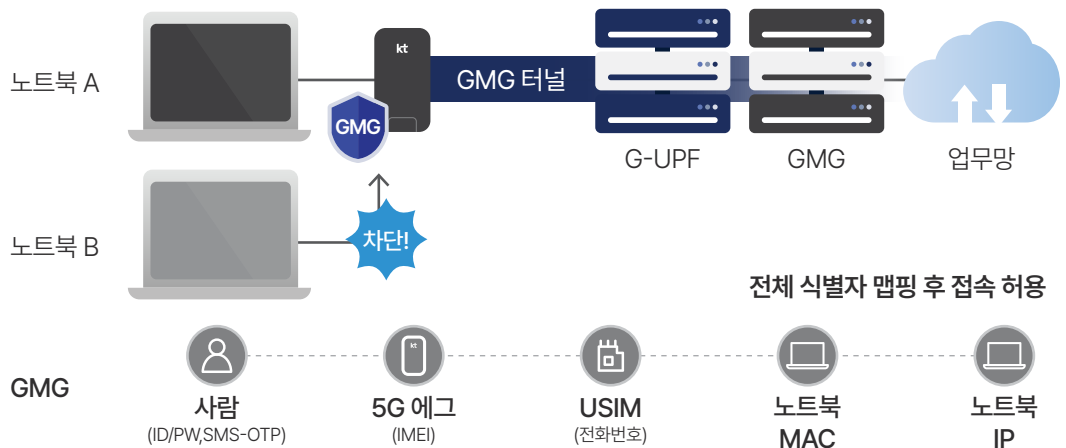 kt
노트북 A
GMG 터널
GMG
G-UPF
GMG
업무망
노트북 B
차단!
전체 식별자 맵핑 후 접속 허용
kt
GMG
사람
(ID/PW,SMS-OTP)
5G 에그
(IMEI)
USIM
(전화번호)
노트북
MAC
노트북
IP